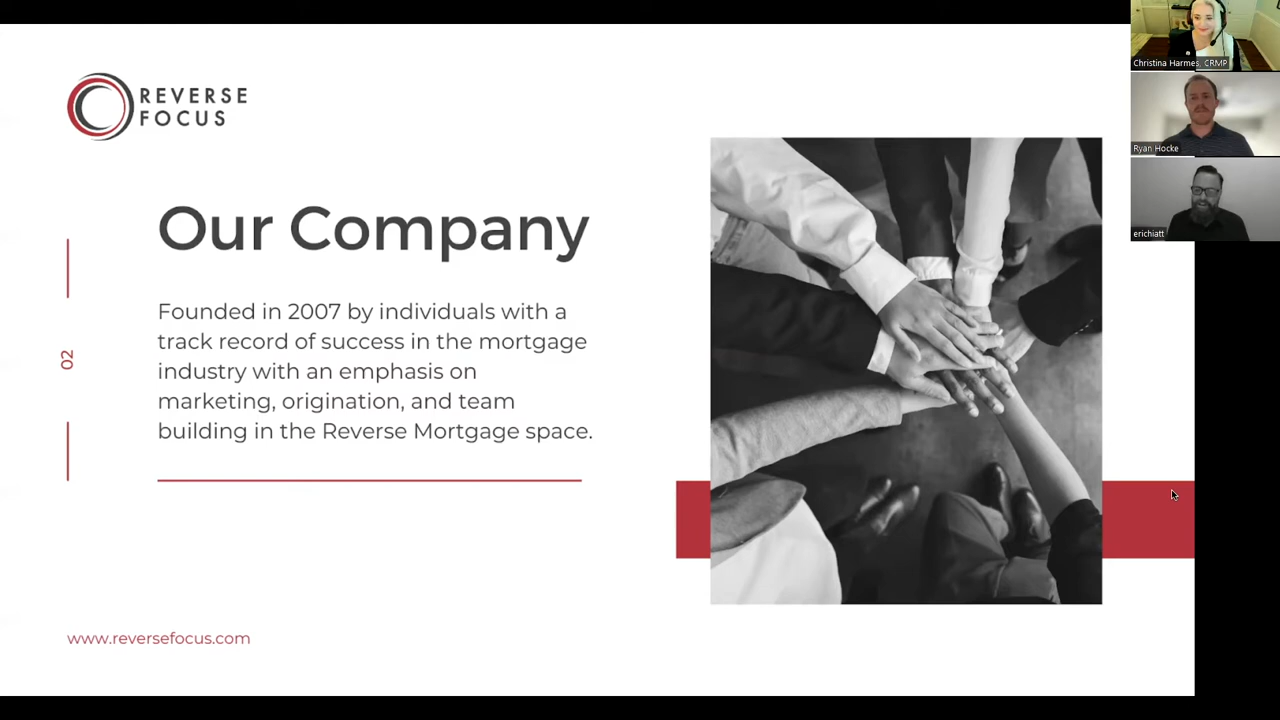 REVERSE
FOCUS
Our Company
Founded in 2007 by individuals with a
track record of success in the mortgage
industry with an emphasis on
marketing, origination, and team
building in the Reverse Mortgage space.
02
www.reversefocus.com
Christina Harmes, CRMP
Ryan Hocke
erichiatt